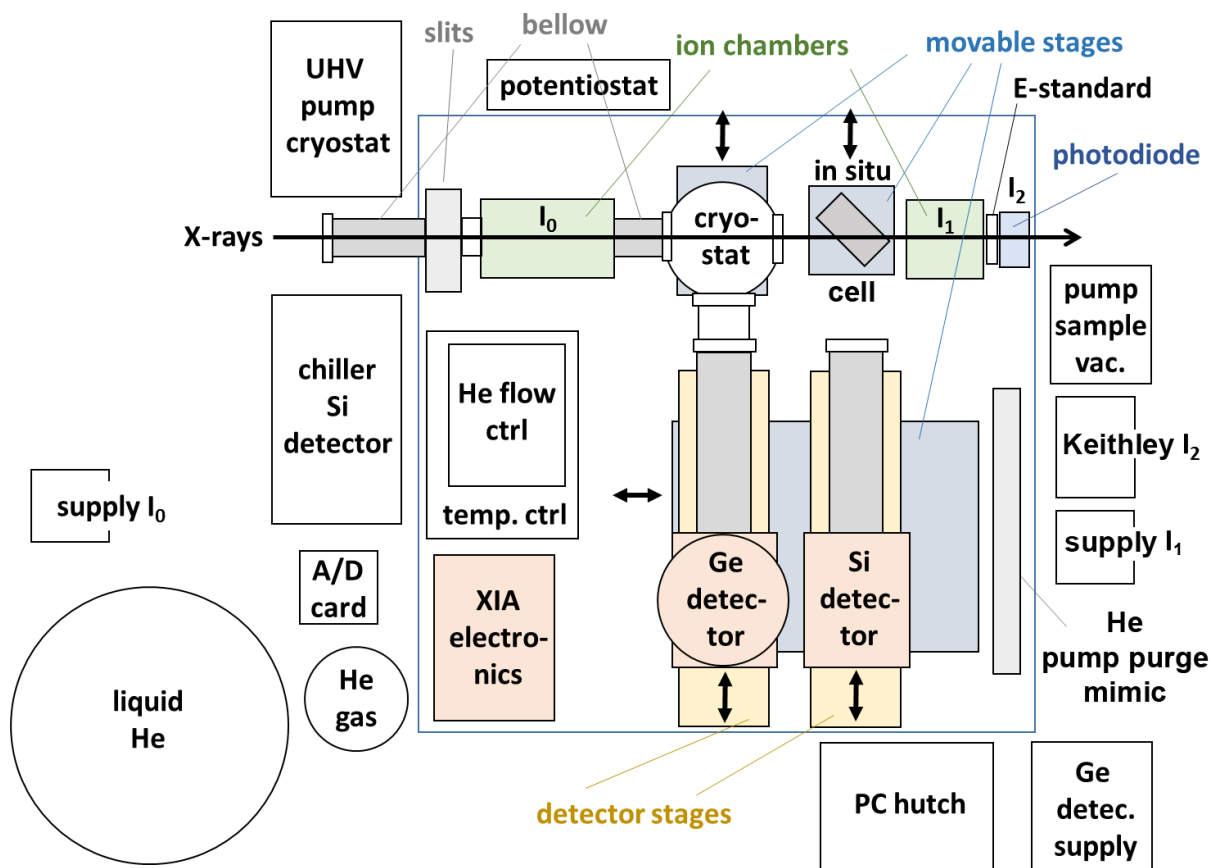 slits
bellow
ion chambers
movable stages
UHV
pump
cryostat
potentiostat
E-standard
photodiode
in situ
I₀
I₁
I₂
X-rays
cryo-
stat
cell
pump
sample
vac.
chiller
Si
detector
He flow
ctrl
temp. ctrl
Keithley I₂
supply I₀
supply I₁
A/D
card
XIA
electro-
nics
Ge
detec-
tor
Si
detec-
tor
He
pump purge
mimic
liquid
He
He
gas
detector stages
PC hutch
Ge
detec.
supply